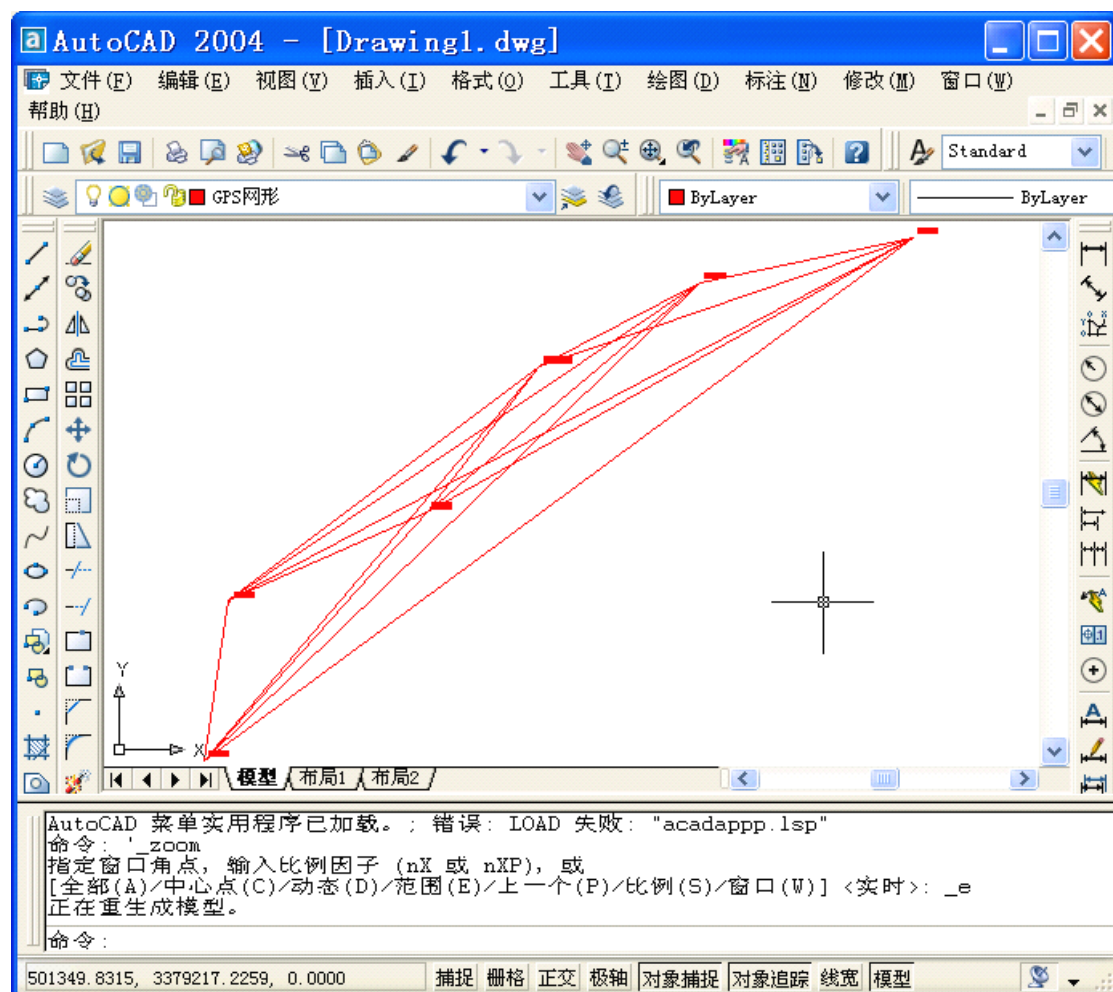 AutoCAD 2004 - [Drawing1.dwg]
文件(F) 编辑(E) 视图(V) 插入(I) 格式(O) 工具(T) 绘图(D) 标注(N) 修改(M) 窗口(W)
帮助(H)
Standard
GPS网形 ByLayer ByLayer
Y
X
模型 布局1 布局2
AutoCAD 菜单实用程序已加载。; 错误: LOAD 失败: "acadappp.lsp"
命令: '_zoom
指定窗口角点，输入比例因子 (nX 或 nXP)，或
[全部(A)/中心点(C)/动态(D)/范围(E)/上一个(P)/比例(S)/窗口(W)] <实时>: _e
正在重生成模型。
命令:
501349.8315, 3379217.2259, 0.0000 捕捉 栅格 正交 极轴 对象捕捉 对象追踪 线宽 模型